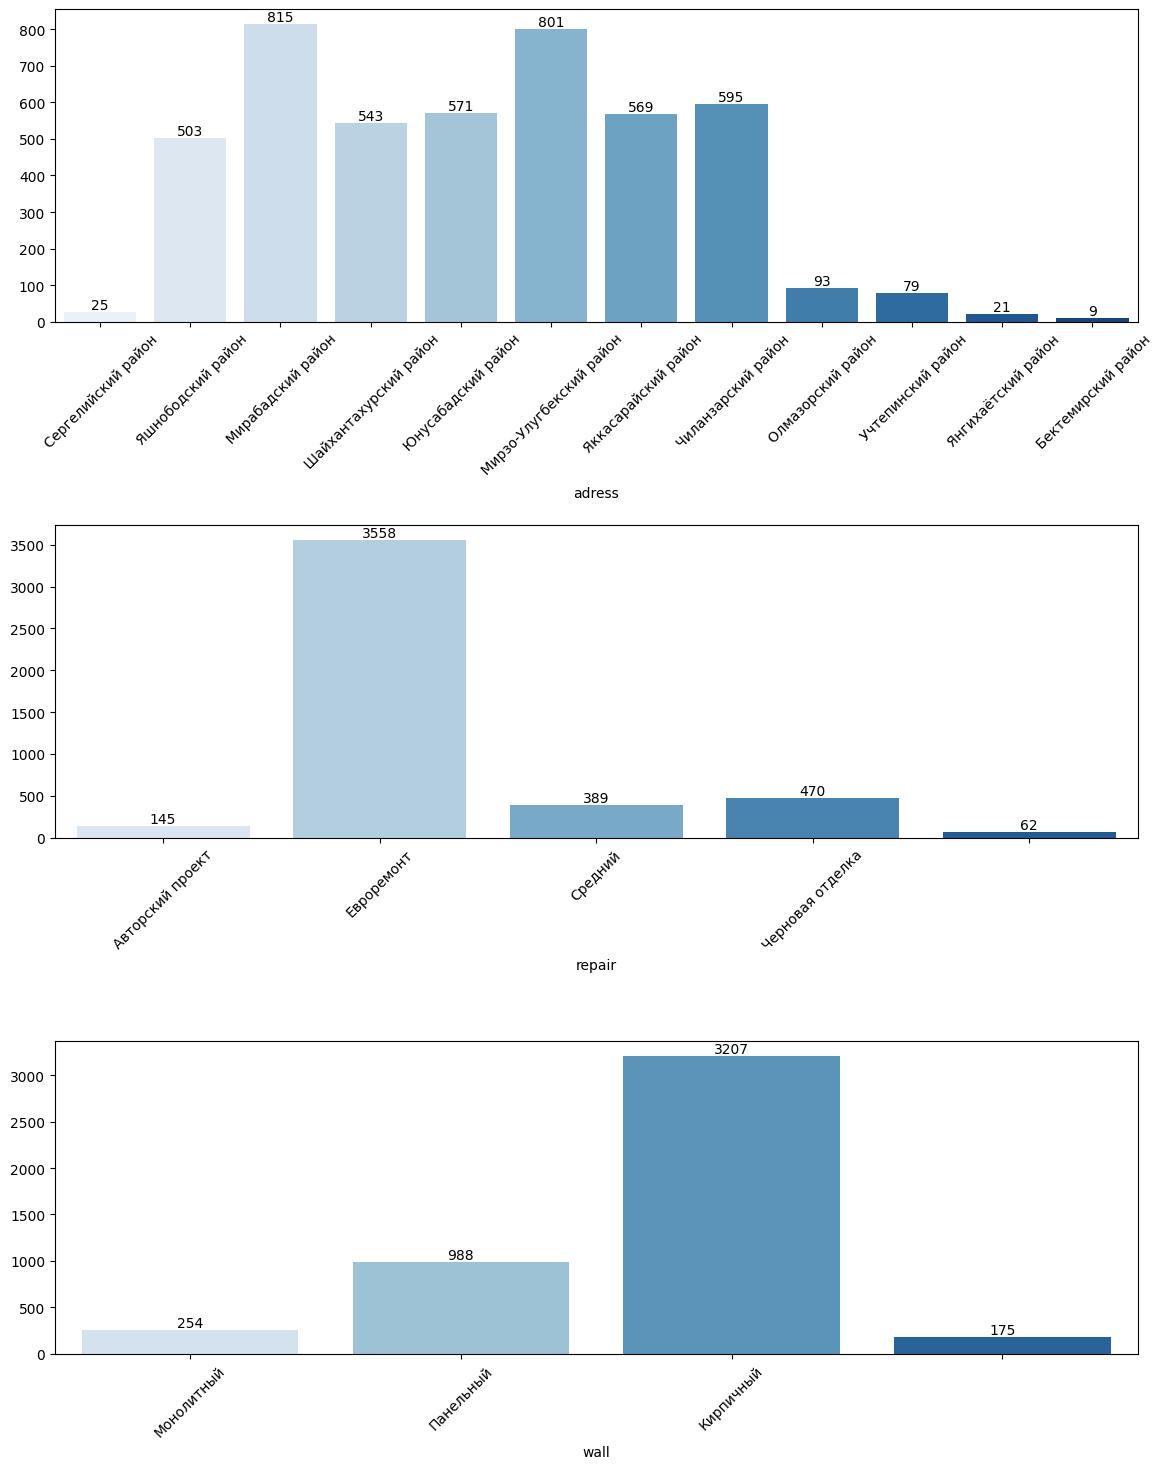 815
800
801
700
600
595
571
569
543
500
503
400
300
200
100
93
79
25
21
9
0
Сергелийский район
Яшнободский район
Мирабадский район
Шайхантахурский район
Юнусабадский район
Мирзо-Улугбекский район
Яккасарайский район
Чиланзарский район
Олмазорский район
Учтепинский район
Янгихаётский район
Бектемирский район
adress
3558
3500
3000
2500
2000
1500
1000
500
470
389
145
62
0
Авторский проект
Евроремонт
Средний
Черновая отделка
repair
3207
3000
2500
2000
1500
1000
988
500
254
175
0
Монолитный
Панельный
Кирпичный
wall